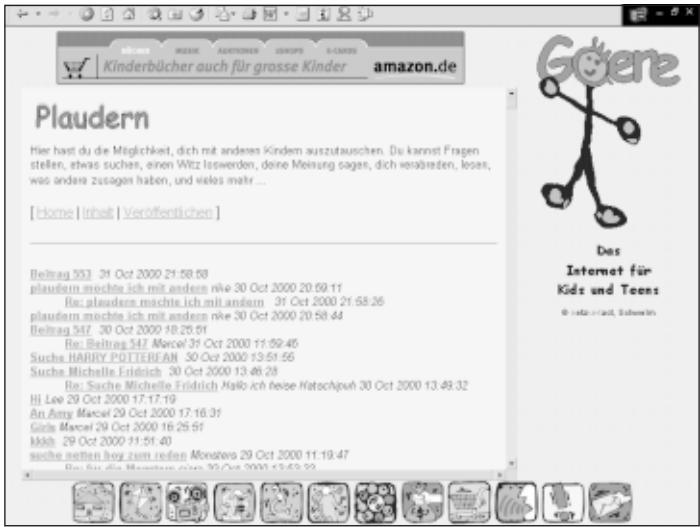 BÜCHER MUSIK AUKTIONEN ZSHOPS E-CARDS
Kinderbücher auch für grosse Kinder amazon.de
Goere
Plaudern
Hier hast du die Möglichkeit, dich mit anderen Kindern auszutauschen. Du kannst Fragen
stellen, etwas suchen, einen Witz loswerden, deine Meinung sagen, dich verabreden, lesen,
was andere zusagen haben, und vieles mehr ...
[ Home | Inhalt | Veröffentlichen ]
Beitrag 553 31 Oct 2000 21:58:58
plaudern möchte ich mit andern rike 30 Oct 2000 20:59:11
Re: plaudern möchte ich mit andern 31 Oct 2000 21:58:26
plaudern möchte ich mit andern rike 30 Oct 2000 20:58:44
Beitrag 547 30 Oct 2000 18:25:51
Re: Beitrag 547 Marcel 31 Oct 2000 11:59:45
Suche HARRY POTTERFAN 30 Oct 2000 13:51:56
Suche Michelle Fridrich 30 Oct 2000 13:46:28
Re: Suche Michelle Fridrich Hallo ich heise Hatschipuh 30 Oct 2000 13:49:32
Hi Lee 29 Oct 2000 17:17:19
An Amy Marcel 29 Oct 2000 17:16:31
Girls Marcel 29 Oct 2000 16:25:51
kkkh 29 Oct 2000 11:51:40
suche netten boy zum reden Monsters 29 Oct 2000 11:19:47
Das
Internet für
Kids und Teens